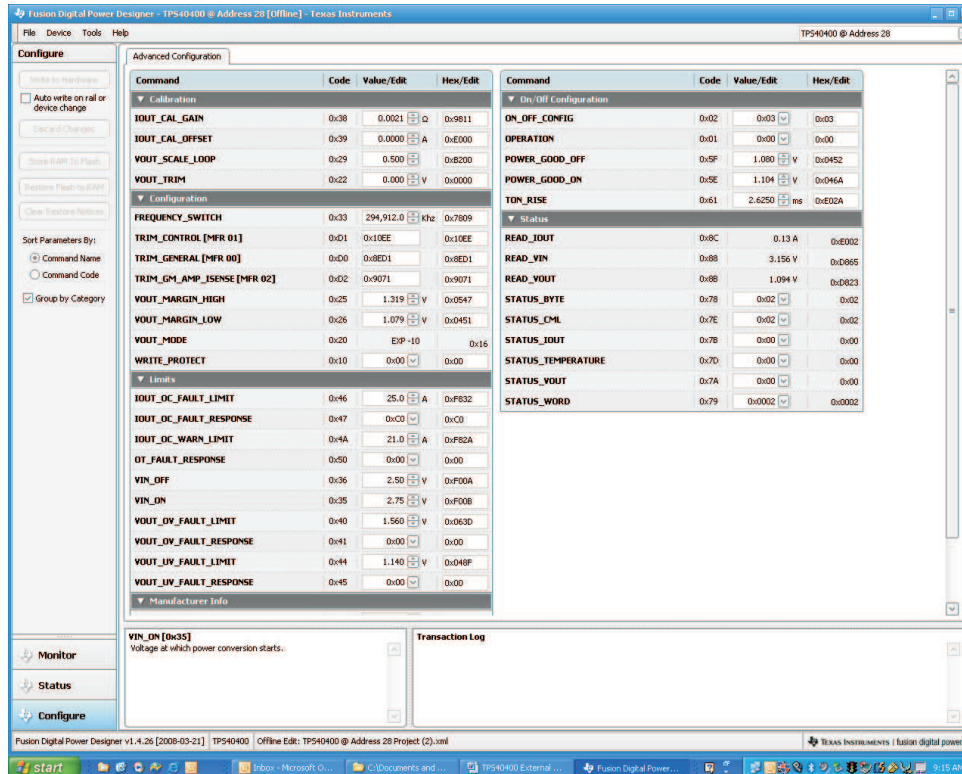 Fusion Digital Power Designer - TPS40400 @ Address 28 [Offline] - Texas Instruments
File Device Tools Help TPS40400 @ Address 28
Configure
Write to Hardware
Auto write on rail or
device change
Discard Changes
Store RAM to Flash
Restore Flash to RAM
Clear Restore Notices
Sort Parameters By:
Command Name
Command Code
Group by Category
Advanced Configuration
Command Code Value/Edit Hex/Edit
Calibration
IOUT_CAL_GAIN 0x38 0.0021 Ω 0x9811
IOUT_CAL_OFFSET 0x39 0.0000 A 0xE000
VOUT_SCALE_LOOP 0x29 0.500 0xB200
VOUT_TRIM 0x22 0.000 V 0x0000
Configuration
FREQUENCY_SWITCH 0x33 294,912.0 Khz 0x7809
TRIM_CONTROL [MFR 01] 0xD1 0x10EE 0x10EE
TRIM_GENERAL [MFR 00] 0xD0 0x8ED1 0x8ED1
TRIM_GM_AMP_ISENSE [MFR 02] 0xD2 0x9071 0x9071
VOUT_MARGIN_HIGH 0x25 1.319 V 0x0547
VOUT_MARGIN_LOW 0x26 1.079 V 0x0451
VOUT_MODE 0x20 EXP -10 0x16
WRITE_PROTECT 0x10 0x00 0x00
Limits
IOUT_OC_FAULT_LIMIT 0x46 25.0 A 0xF832
IOUT_OC_FAULT_RESPONSE 0x47 0xC0 0xC0
IOUT_OC_WARN_LIMIT 0x4A 21.0 A 0xF82A
OT_FAULT_RESPONSE 0x50 0x00 0x00
VIN_OFF 0x36 2.50 V 0xF00A
VIN_ON 0x35 2.75 V 0xF00B
VOUT_OV_FAULT_LIMIT 0x40 1.560 V 0x063D
VOUT_OV_FAULT_RESPONSE 0x41 0x00 0x00
VOUT_UV_FAULT_LIMIT 0x44 1.140 V 0x048F
VOUT_UV_FAULT_RESPONSE 0x45 0x00 0x00
Manufacturer Info
Command Code Value/Edit Hex/Edit
On/Off Configuration
ON_OFF_CONFIG 0x02 0x03 0x03
OPERATION 0x01 0x00 0x00
POWER_GOOD_OFF 0x5F 1.080 V 0x0452
POWER_GOOD_ON 0x5E 1.104 V 0x046A
TON_RISE 0x61 2.6250 ms 0xE02A
Status
READ_IOUT 0x8C 0.13 A 0xE002
READ_VIN 0x88 3.156 V 0xD865
READ_VOUT 0x8B 1.094 V 0xD823
STATUS_BYTE 0x78 0x02 0x02
STATUS_CML 0x7E 0x02 0x02
STATUS_IOUT 0x7B 0x00 0x00
STATUS_TEMPERATURE 0x7D 0x00 0x00
STATUS_VOUT 0x7A 0x00 0x00
STATUS_WORD 0x79 0x0002 0x0002
VIN_ON [0x35]
Voltage at which power conversion starts.
Transaction Log
Monitor
Status
Configure
Fusion Digital Power Designer v1.4.26 [2008-03-21] TPS40400 Offline Edit: TPS40400 @ Address 28 Project (2).xml TEXAS INSTRUMENTS | fusion digital power
start Inbox - Microsoft O... C:\Documents and ... TPS40400 External ... Fusion Digital Power... 9:15 AM